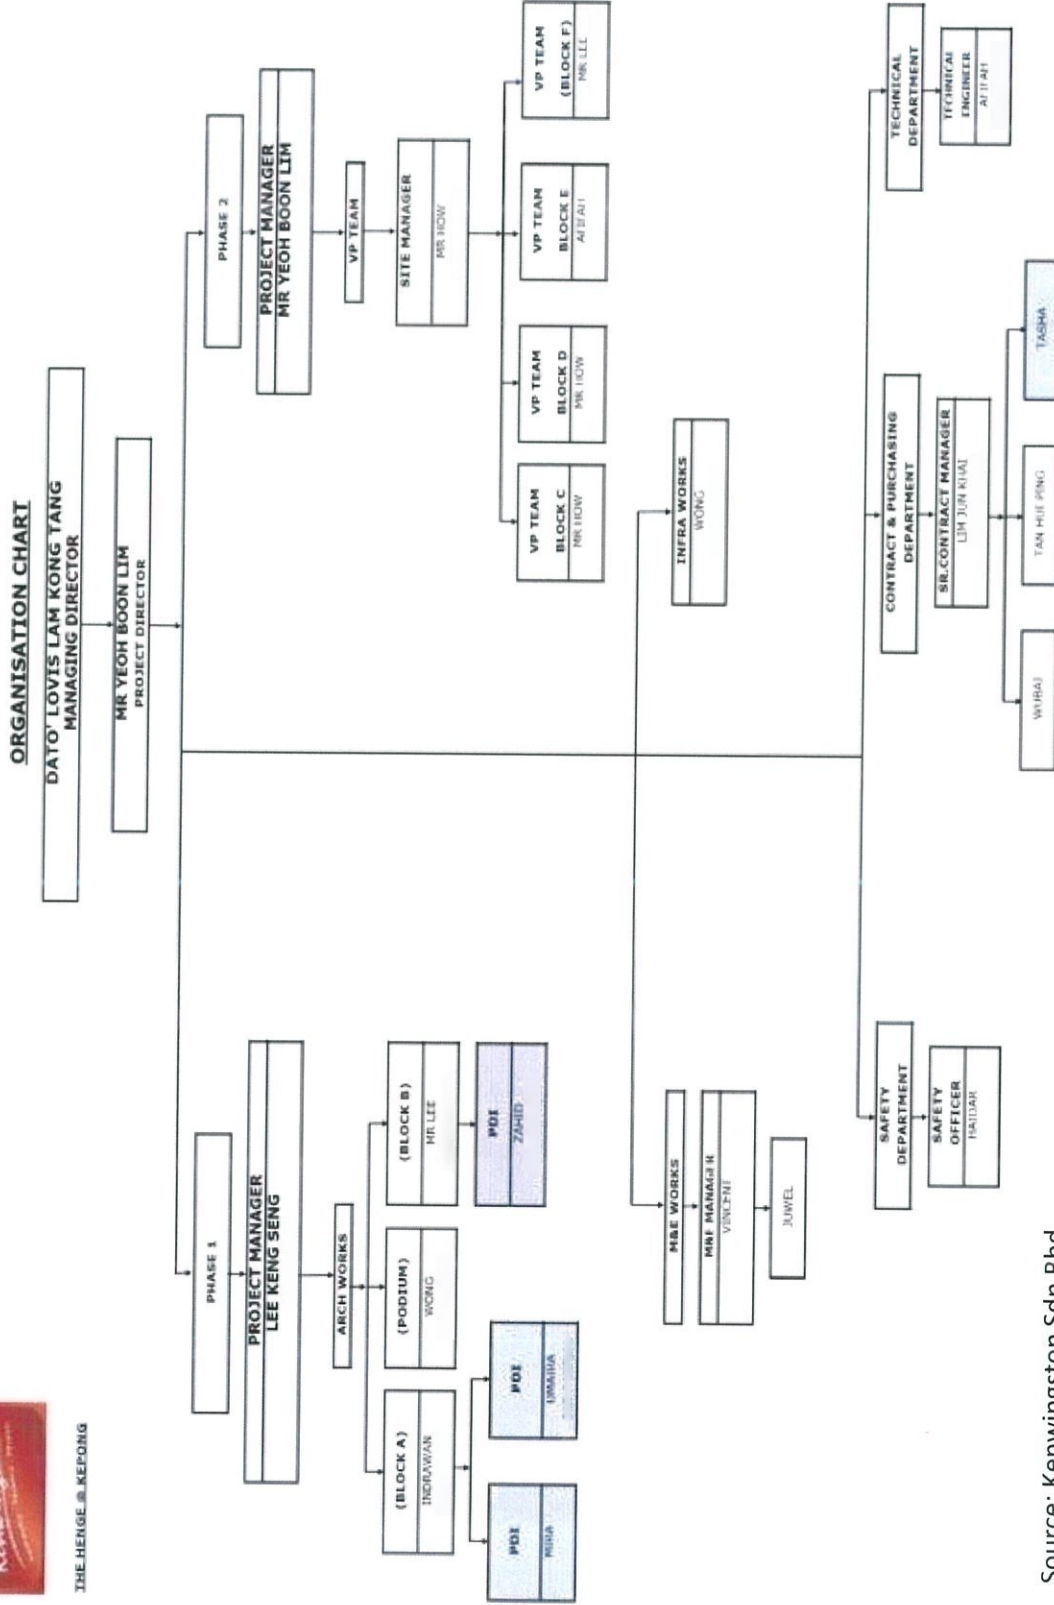 ORGANISATION CHART
DATO' LOVIS LAM KONG TANG
MANAGING DIRECTOR
MR YEOH BOON LIM
PROJECT DIRECTOR
THE HENGE @ KEPONG
PHASE 1
PROJECT MANAGER
LEE KENG SENG
ARCH WORKS
(BLOCK A)
INDRAWAN
(PODIUM)
WONG
(BLOCK B)
MR LEE
PDI
MIRA
PDI
UMAIRA
PDI
ZAHID
PHASE 2
PROJECT MANAGER
MR YEOH BOON LIM
VP TEAM
SITE MANAGER
MR HOW
VP TEAM
BLOCK C
MR HOW
VP TEAM
BLOCK D
MR HOW
VP TEAM
BLOCK E
AFIFAH
VP TEAM
(BLOCK F)
MR LEE
M&E WORKS
M&E MANAGER
VINCENT
JUWEL
INFRA WORKS
WONG
SAFETY
DEPARTMENT
SAFETY
OFFICER
HAIDAR
CONTRACT & PURCHASING
DEPARTMENT
SR.CONTRACT MANAGER
LIM JUN KHAI
WUBAI
TAN HUI PING
TASHA
TECHNICAL
DEPARTMENT
TECHNICAL
ENGINEER
AFIFAH
Source: Kenwingston Sdn Bhd